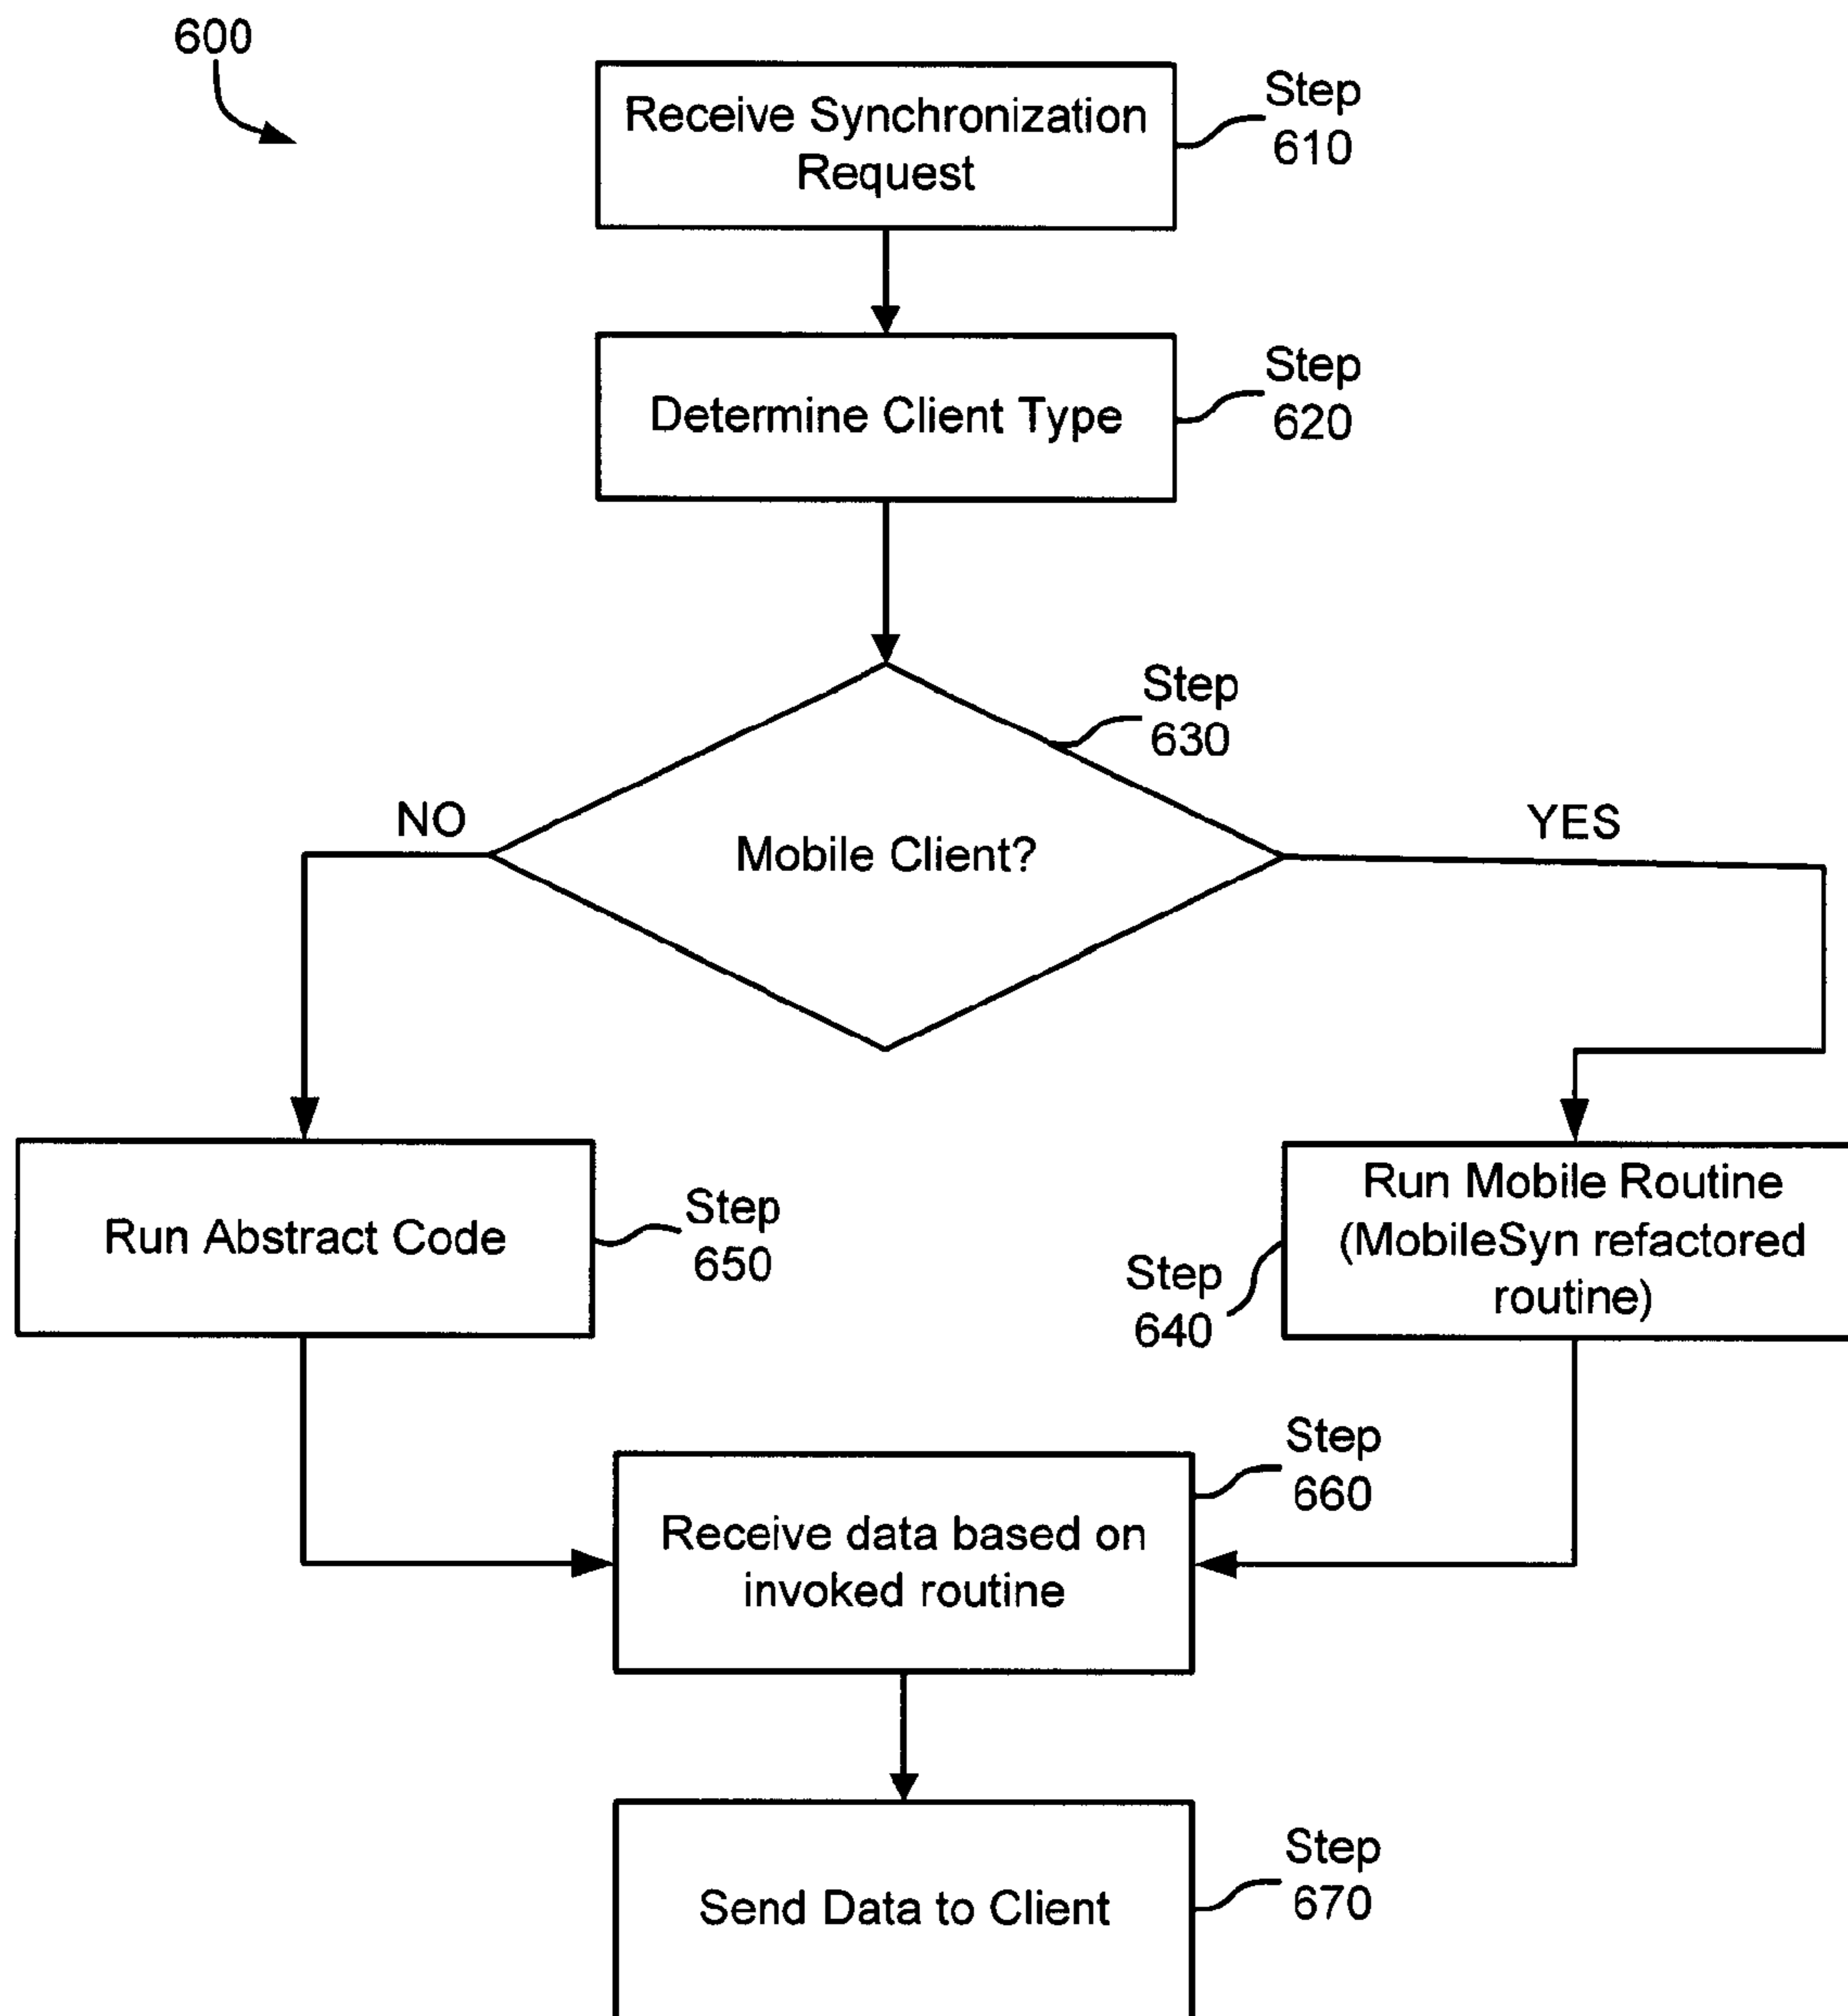 600
Receive Synchronization
Request
Step
610
Determine Client Type
Step
620
Step
630
NO
Mobile Client?
YES
Run Abstract Code
Step
650
Run Mobile Routine
(MobileSyn refactored
routine)
Step
640
Receive data based on
invoked routine
Step
660
Send Data to Client
Step
670